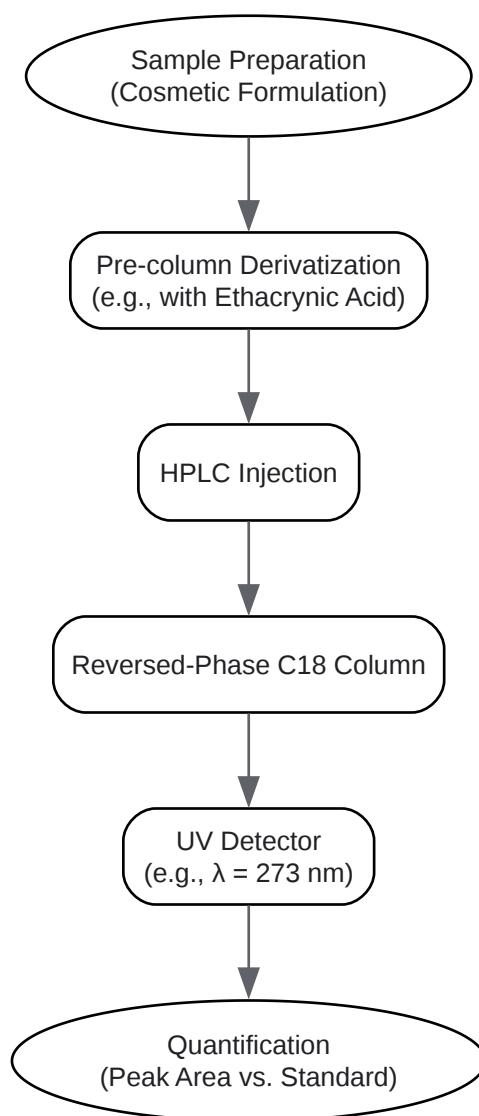 Sample Preparation
(Cosmetic Formulation)
Pre-column Derivatization
(e.g., with Ethacrynic Acid)
HPLC Injection
Reversed-Phase C18 Column
UV Detector
(e.g., λ = 273 nm)
Quantification
(Peak Area vs. Standard)